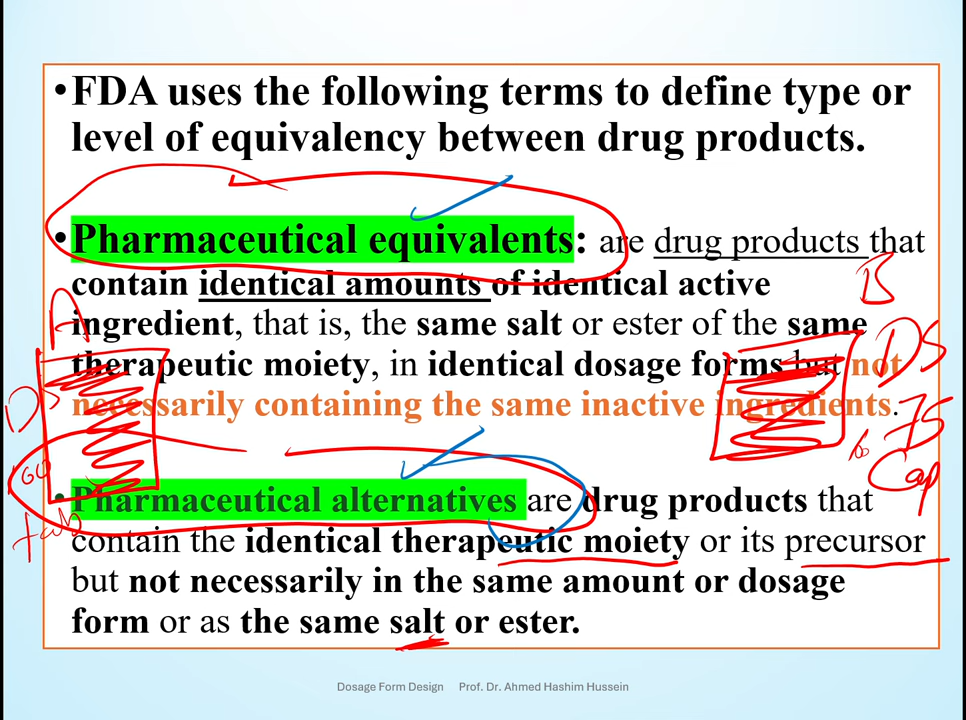 •FDA uses the following terms to define type or
level of equivalency between drug products.
•Pharmaceutical equivalents: are drug products that
contain identical amounts of identical active
ingredient, that is, the same salt or ester of the same
therapeutic moiety, in identical dosage forms but not
necessarily containing the same inactive ingredients.
•Pharmaceutical alternatives are drug products that
contain the identical therapeutic moiety or its precursor
but not necessarily in the same amount or dosage
form or as the same salt or ester.
A
tab
B
DS
Cap
Dosage Form Design Prof. Dr. Ahmed Hashim Hussein